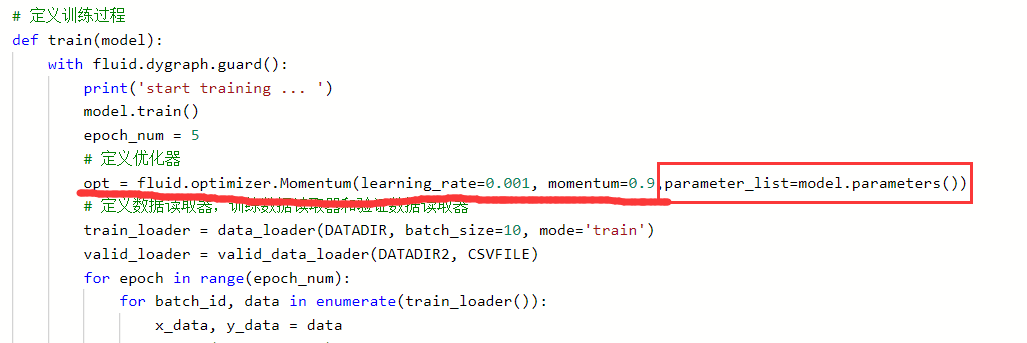 # 定义训练过程
def train(model):
with fluid.dygraph.guard():
print('start training ... ')
model.train()
epoch_num = 5
# 定义优化器
opt = fluid.optimizer.Momentum(learning_rate=0.001, momentum=0.9,parameter_list=model.parameters())
# 定义数据读取器，训练数据读取器和验证数据读取器
train_loader = data_loader(DATADIR, batch_size=10, mode='train')
valid_loader = valid_data_loader(DATADIR2, CSVFILE)
for epoch in range(epoch_num):
for batch_id, data in enumerate(train_loader()):
x_data, y_data = data